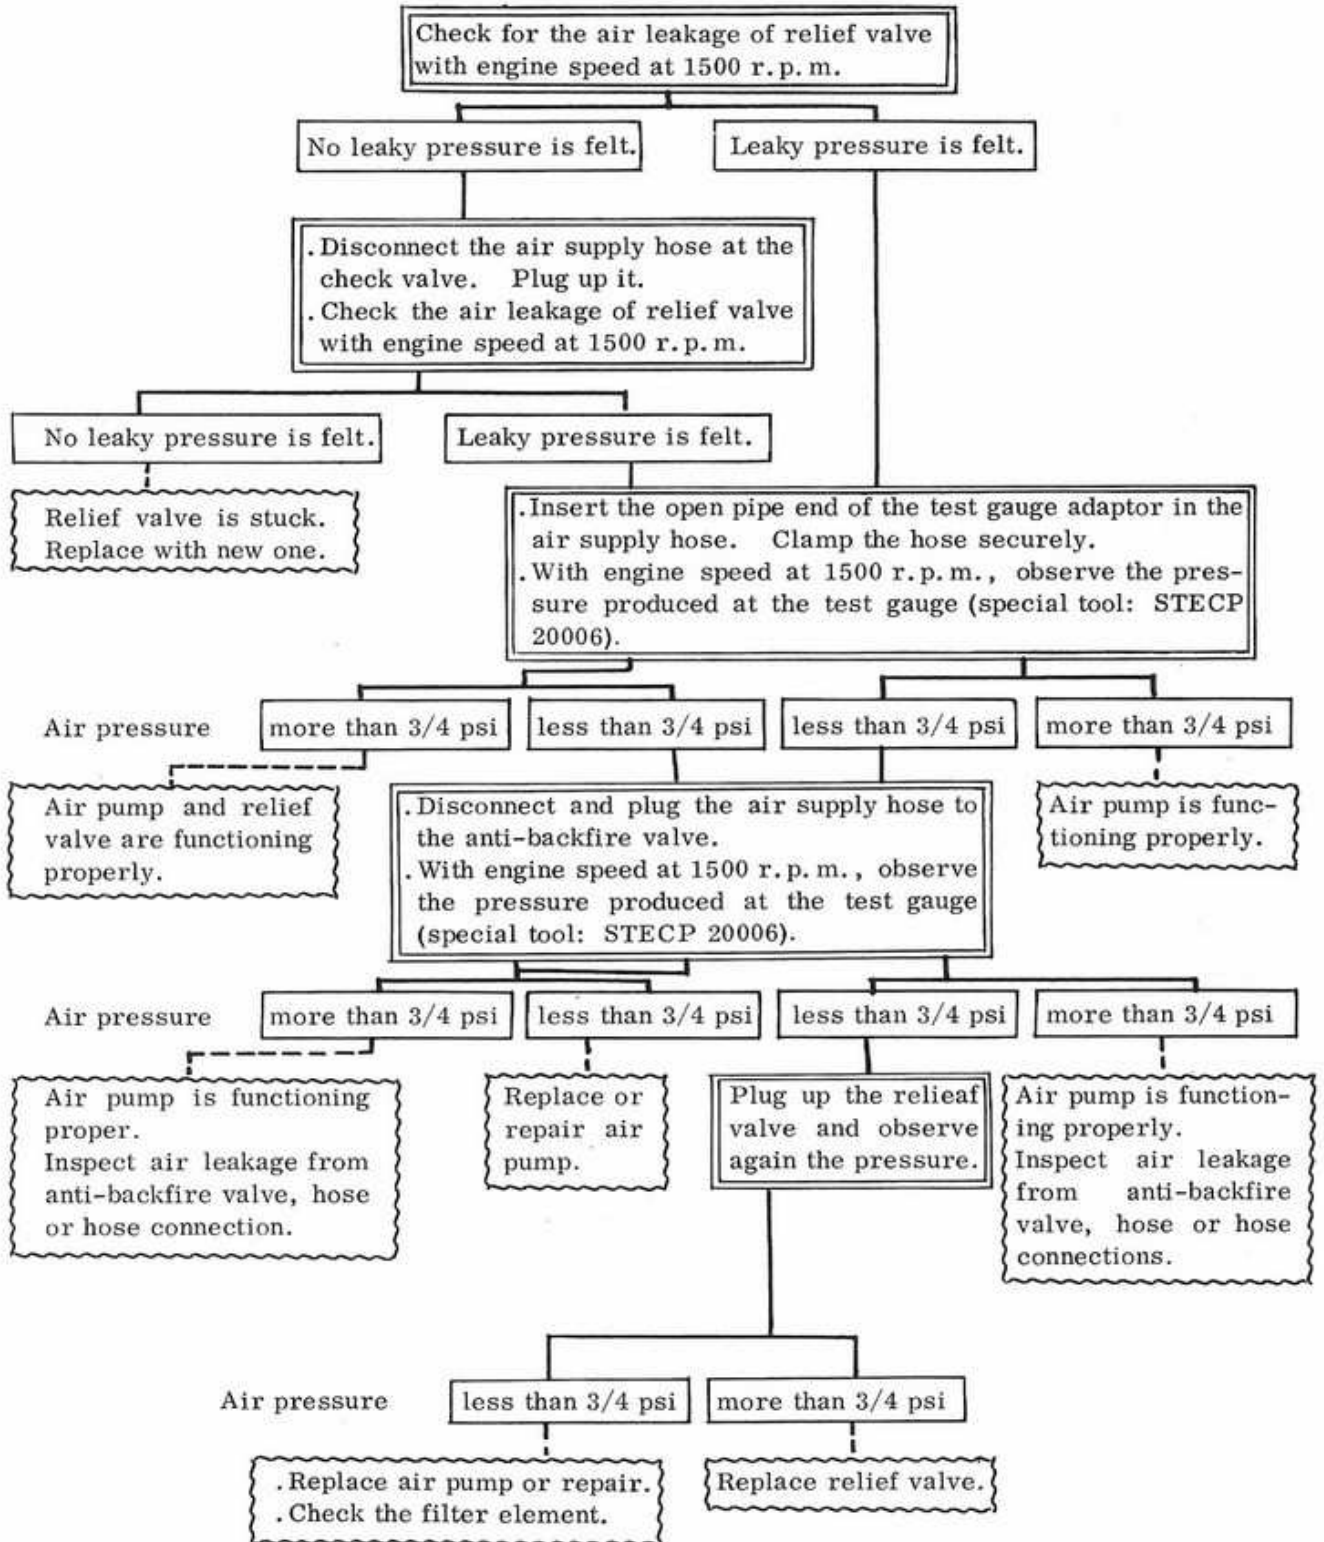 Check for the air leakage of relief valve
with engine speed at 1500 r.p.m.
No leaky pressure is felt.
Leaky pressure is felt.
.Disconnect the air supply hose at the
check valve. Plug up it.
.Check the air leakage of relief valve
with engine speed at 1500 r.p.m.
No leaky pressure is felt.
Leaky pressure is felt.
Relief valve is stuck.
Replace with new one.
.Insert the open pipe end of the test gauge adaptor in the
air supply hose. Clamp the hose securely.
.With engine speed at 1500 r.p.m., observe the pres-
sure produced at the test gauge (special tool: STECP
20006).
Air pressure
more than 3/4 psi
less than 3/4 psi
less than 3/4 psi
more than 3/4 psi
Air pump and relief
valve are functioning
properly.
.Disconnect and plug the air supply hose to
the anti-backfire valve.
.With engine speed at 1500 r.p.m., observe
the pressure produced at the test gauge
(special tool: STECP 20006).
Air pump is func-
tioning properly.
Air pressure
more than 3/4 psi
less than 3/4 psi
less than 3/4 psi
more than 3/4 psi
Air pump is functioning
proper.
Inspect air leakage from
anti-backfire valve, hose
or hose connection.
Replace or
repair air
pump.
Plug up the relieaf
valve and observe
again the pressure.
Air pump is function-
ing properly.
Inspect air leakage
from anti-backfire
valve, hose or hose
connections.
Air pressure
less than 3/4 psi
more than 3/4 psi
.Replace air pump or repair.
.Check the filter element.
Replace relief valve.